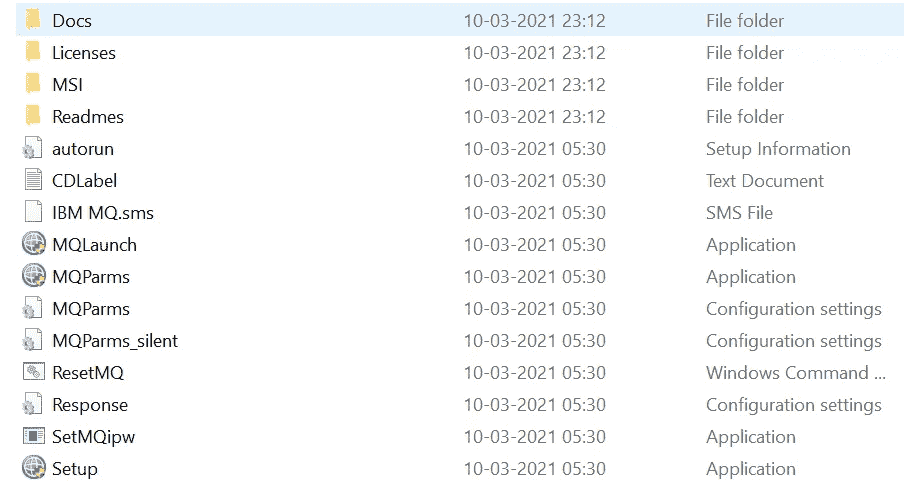 Docs 10-03-2021 23:12 File folder
Licenses 10-03-2021 23:12 File folder
MSI 10-03-2021 23:12 File folder
Readmes 10-03-2021 23:12 File folder
autorun 10-03-2021 05:30 Setup Information
CDLabel 10-03-2021 05:30 Text Document
IBM MQ.sms 10-03-2021 05:30 SMS File
MQLaunch 10-03-2021 05:30 Application
MQParms 10-03-2021 05:30 Application
MQParms 10-03-2021 05:30 Configuration settings
MQParms_silent 10-03-2021 05:30 Configuration settings
ResetMQ 10-03-2021 05:30 Windows Command ...
Response 10-03-2021 05:30 Configuration settings
SetMQipw 10-03-2021 05:30 Application
Setup 10-03-2021 05:30 Application